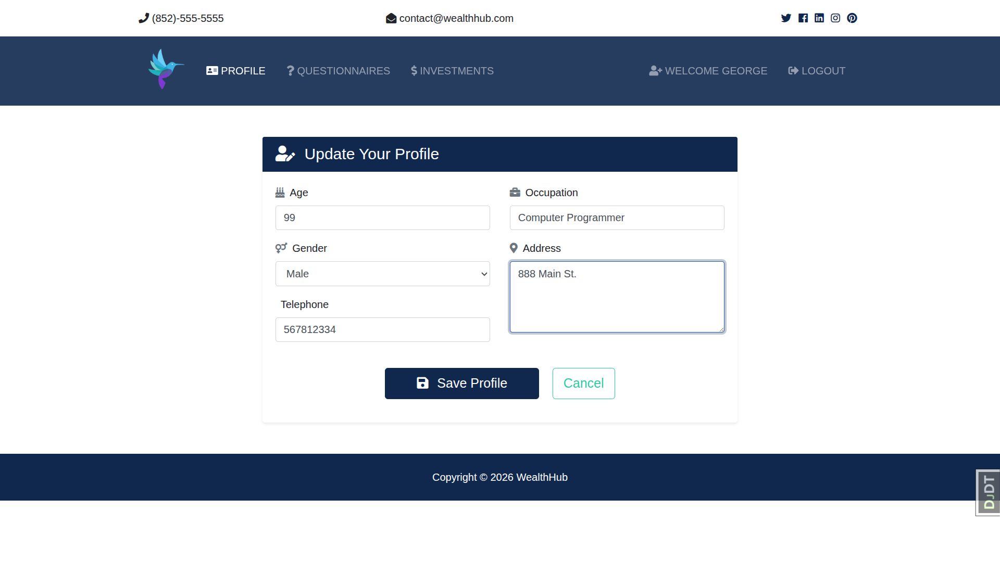 (852)-555-5555
contact@wealthhub.com
PROFILE
QUESTIONNAIRES
INVESTMENTS
WELCOME GEORGE
LOGOUT
Update Your Profile
Age
99
Occupation
Computer Programmer
Gender
Male
Address
888 Main St.
Telephone
567812334
Save Profile
Cancel
Copyright © 2026 WealthHub
DJDT